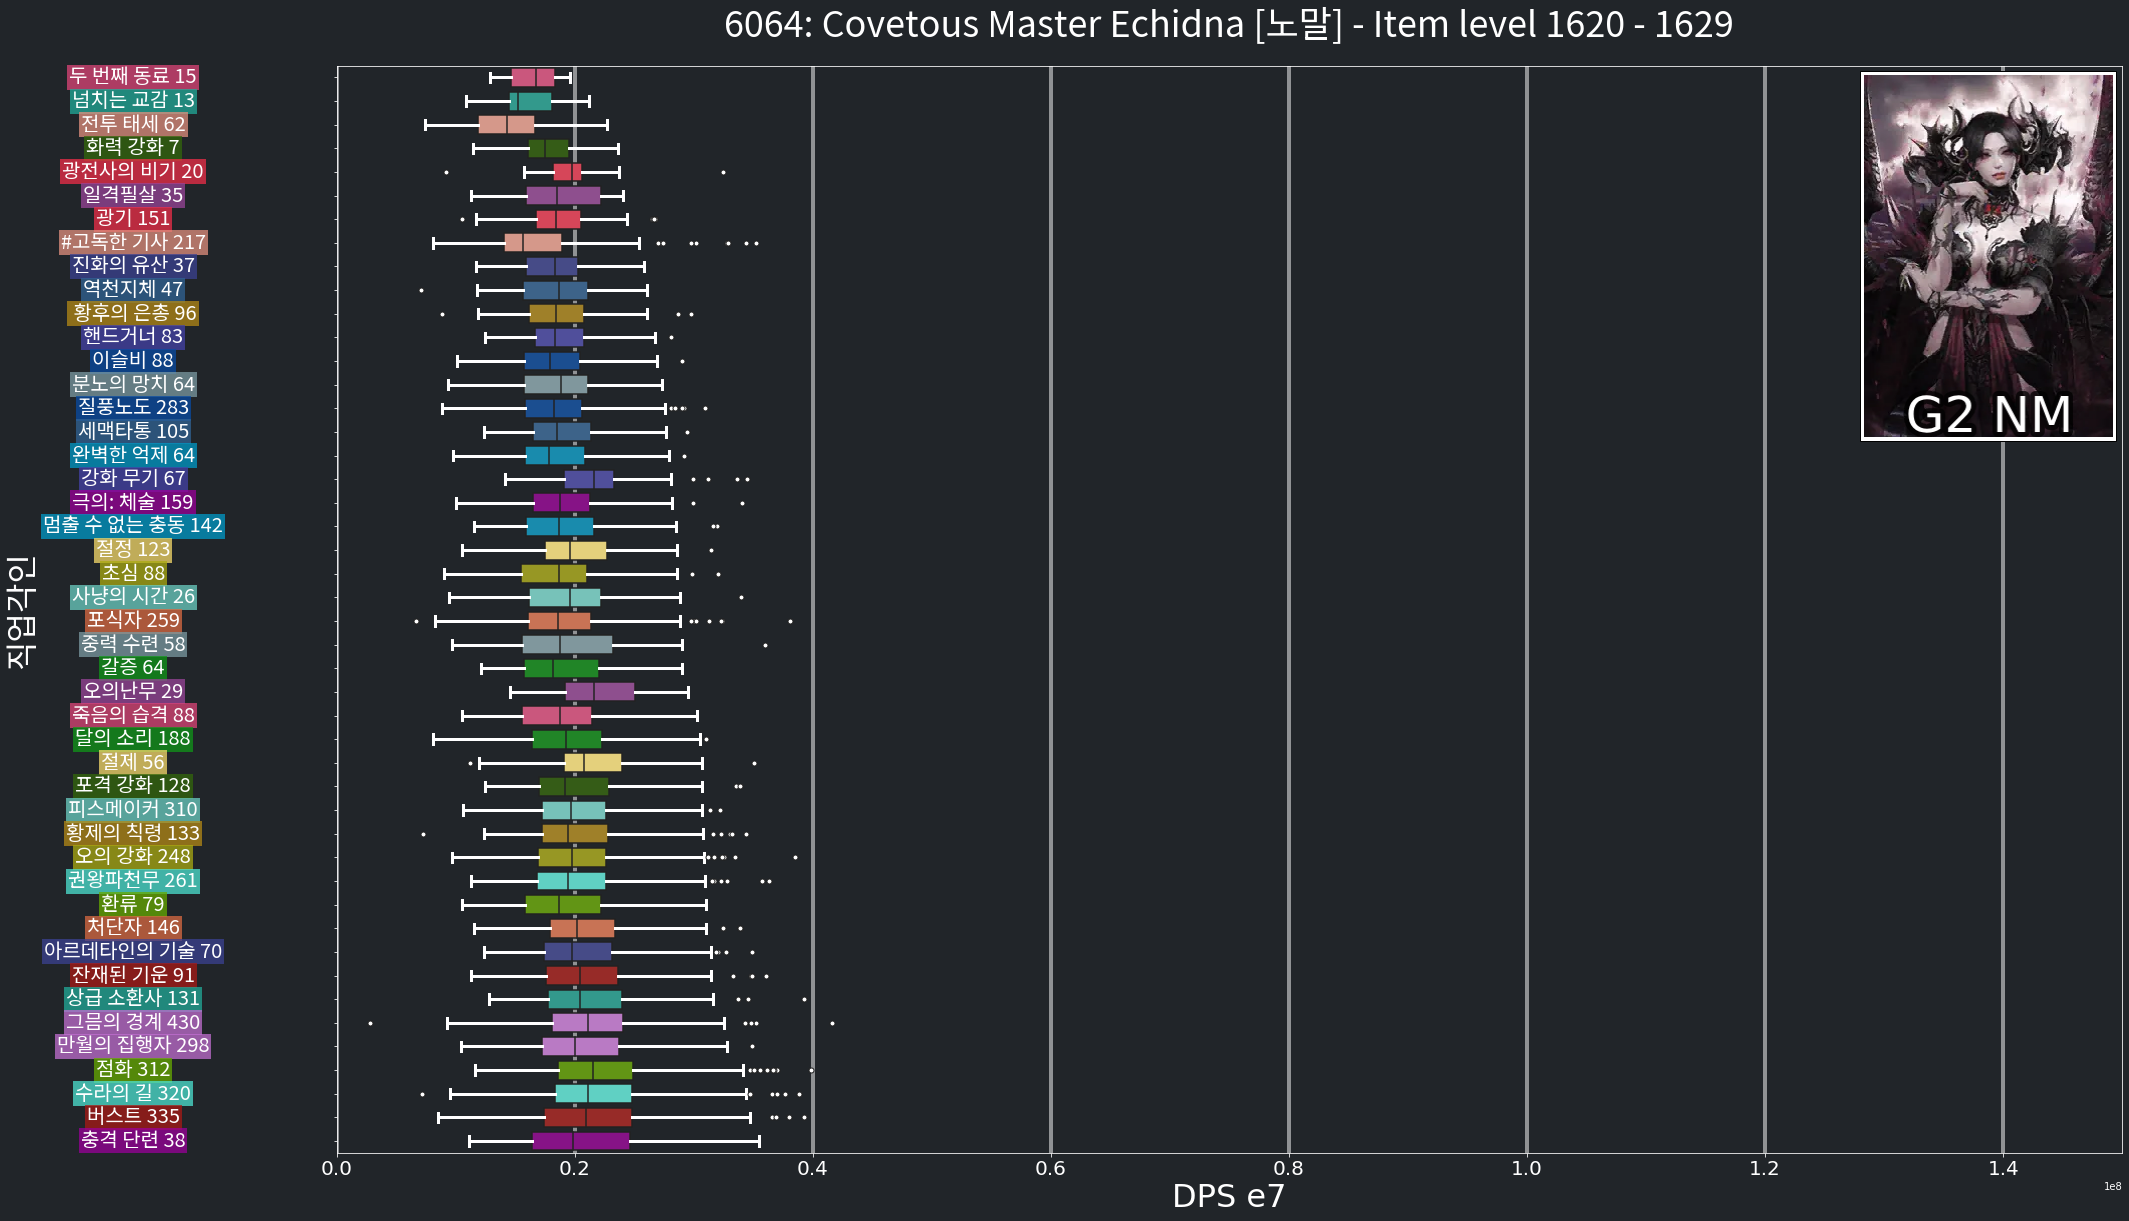 6064: Covetous Master Echidna [노말] - Item level 1620 - 1629
두 번째 동료 15
넘치는 교감 13
전투 태세 62
화력 강화 7
광전사의 비기 20
일격필살 35
광기 151
#고독한 기사 217
진화의 유산 37
역천지체 47
황후의 은총 96
핸드거너 83
이슬비 88
분노의 망치 64
질풍노도 283
세맥타통 105
완벽한 억제 64
강화 무기 67
극의: 체술 159
멈출 수 없는 충동 142
절정 123
초심 88
사냥의 시간 26
포식자 259
중력 수련 58
갈증 64
오의난무 29
죽음의 습격 88
달의 소리 188
절제 56
포격 강화 128
피스메이커 310
황제의 칙령 133
오의 강화 248
권왕파천무 261
환류 79
처단자 146
아르데타인의 기술 70
잔재된 기운 91
상급 소환사 131
그믐의 경계 430
만월의 집행자 298
점화 312
수라의 길 320
버스트 335
충격 단련 38
직업각인
G2 NM
0.0 0.2 0.4 0.6 0.8 1.0 1.2 1.4
1e8
DPS e7